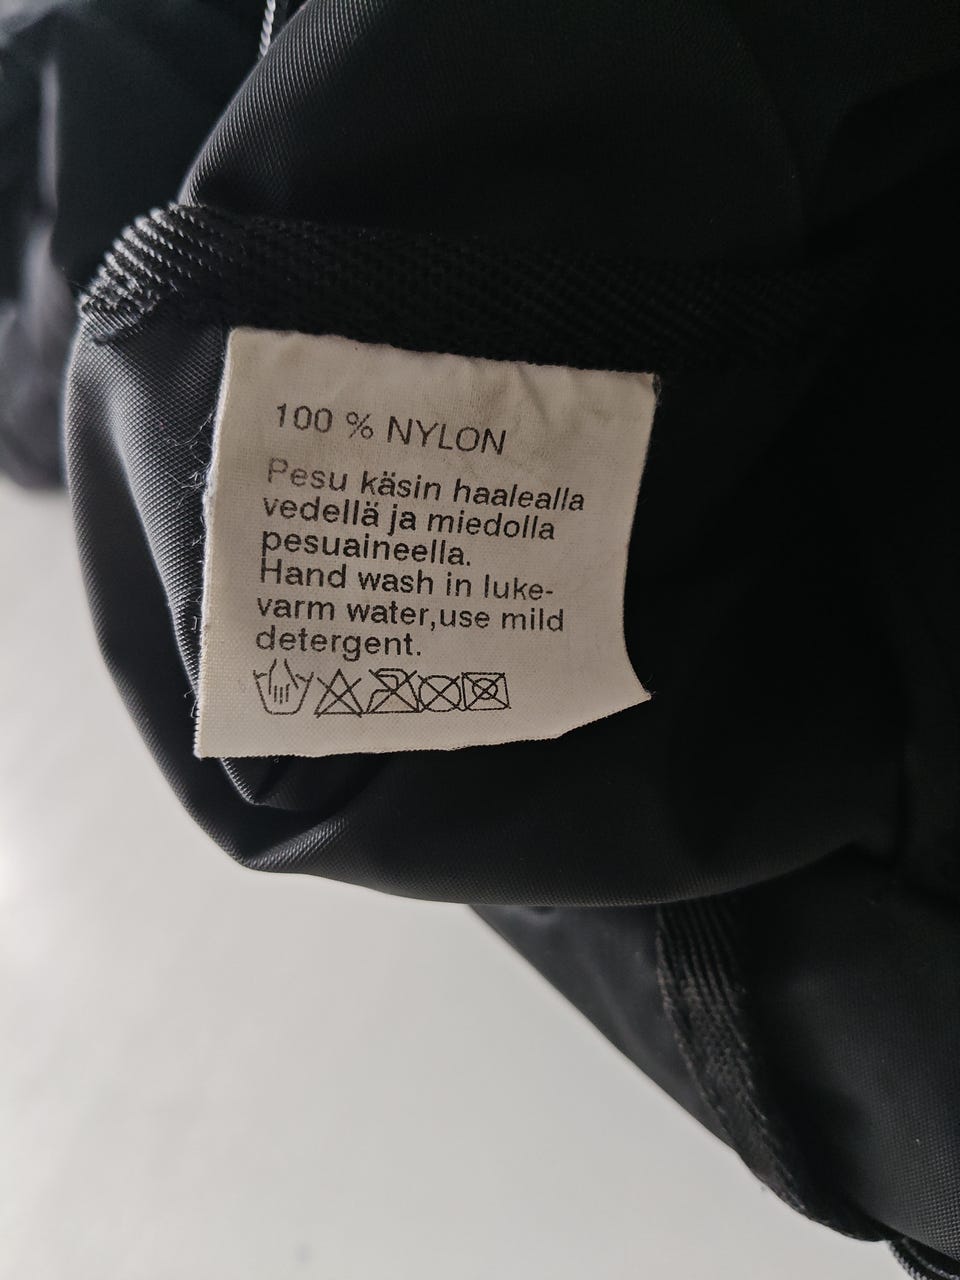 100 % NYLON
Pesu käsin haalealla
vedellä ja miedolla
pesuaineella.
Hand wash in luke-
varm water,use mild
detergent.